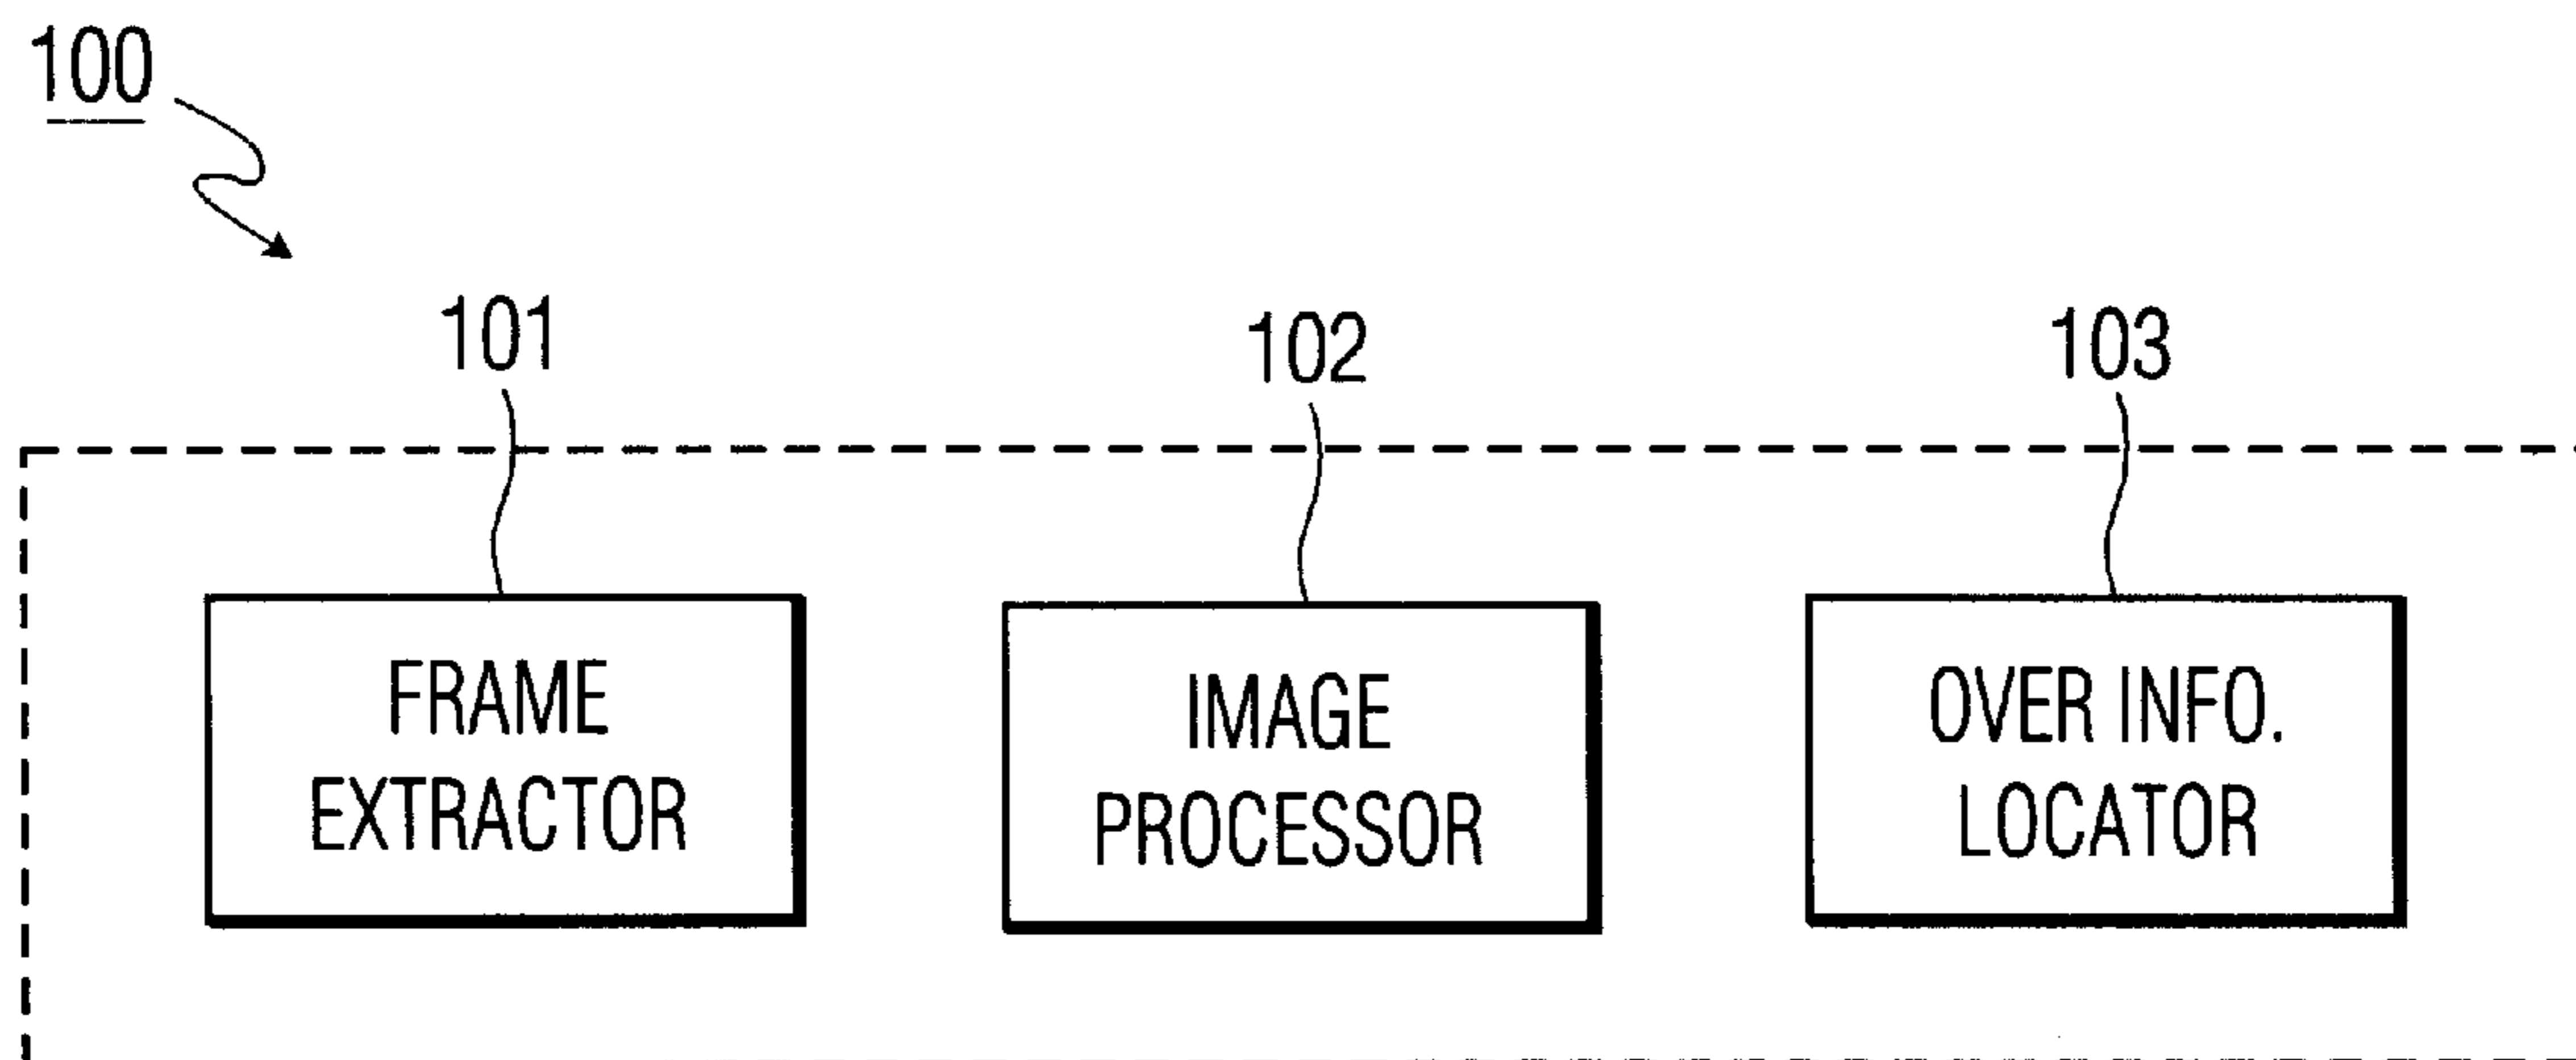 100
101
102
103
FRAME
EXTRACTOR
IMAGE
PROCESSOR
OVER INFO.
LOCATOR